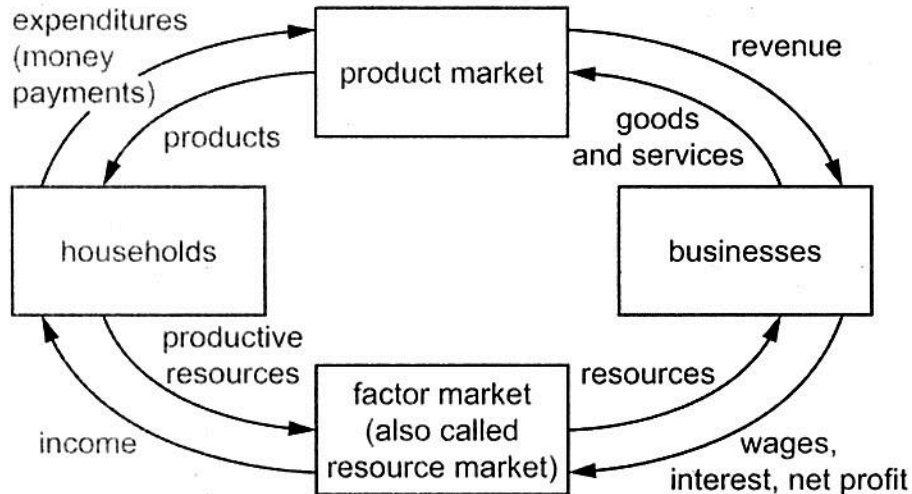 expenditures
(money
payments)
product market
revenue
products
goods
and services
households
businesses
productive
resources
factor market
(also called
resource market)
resources
income
wages,
interest, net profit